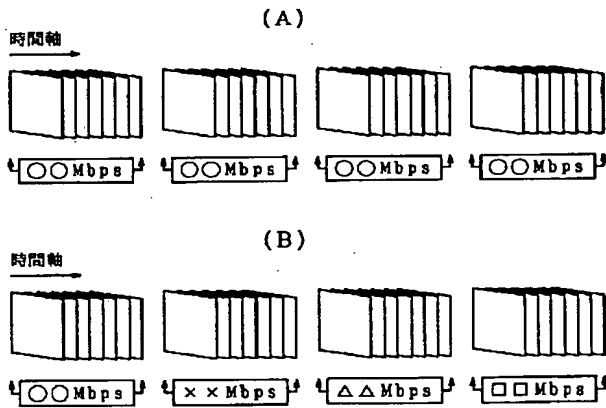 (A)
時間軸
○○Mbps ○○Mbps ○○Mbps ○○Mbps
(B)
時間軸
○○Mbps ××Mbps △△Mbps □□Mbps